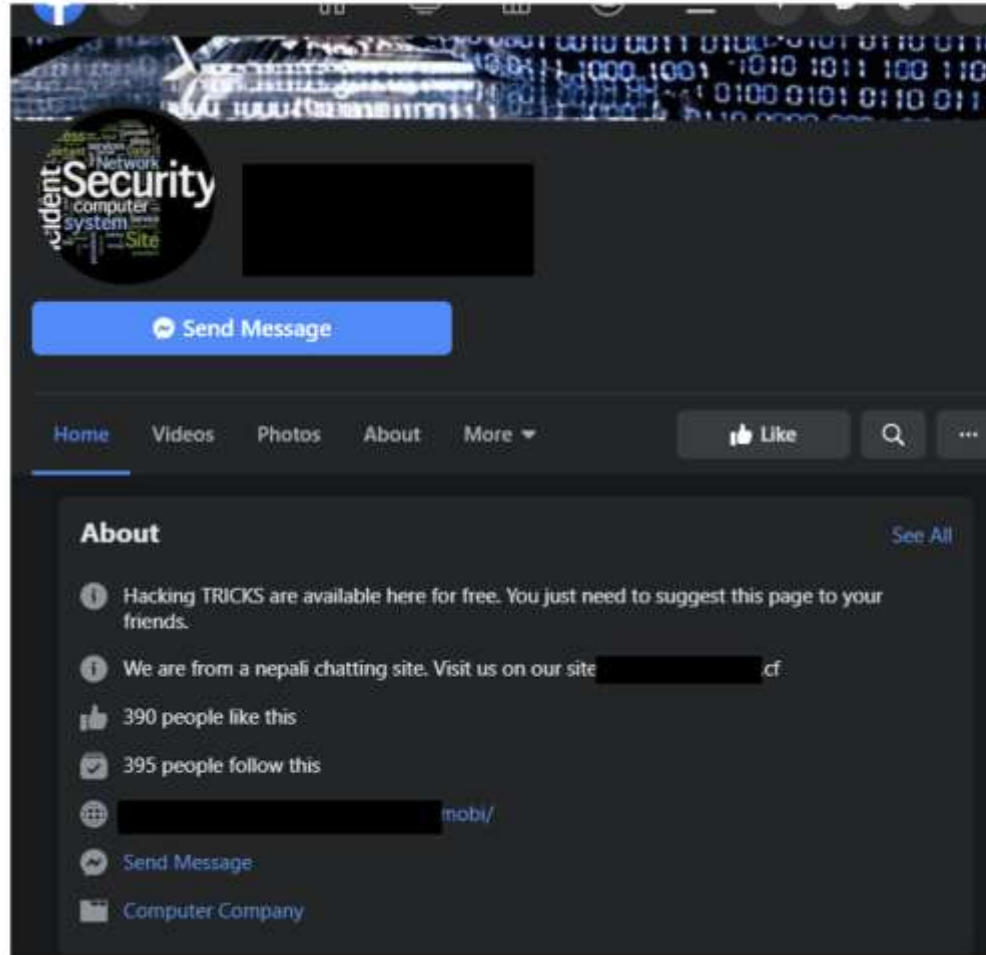 Security
Network
computer
system
Site
Send Message
Home Videos Photos About More Like
About See All
Hacking TRICKS are available here for free. You just need to suggest this page to your
friends.
We are from a nepali chatting site. Visit us on our site .cf
390 people like this
395 people follow this
mobi/
Send Message
Computer Company